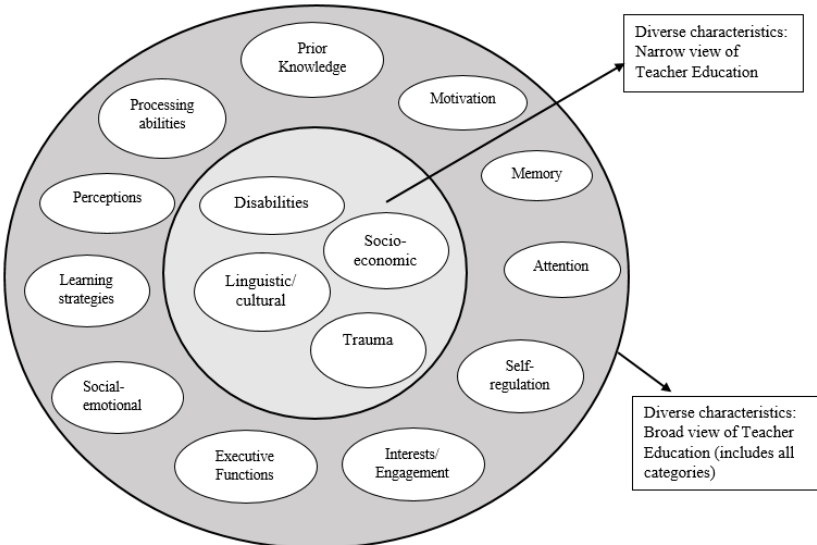 Prior
Knowledge
Motivation
Memory
Attention
Self-
regulation
Interests/
Engagement
Executive
Functions
Social-
emotional
Learning
strategies
Perceptions
Processing
abilities
Disabilities
Socio-
economic
Linguistic/
cultural
Trauma
Diverse characteristics:
Narrow view of
Teacher Education
Diverse characteristics:
Broad view of Teacher
Education (includes all
categories)